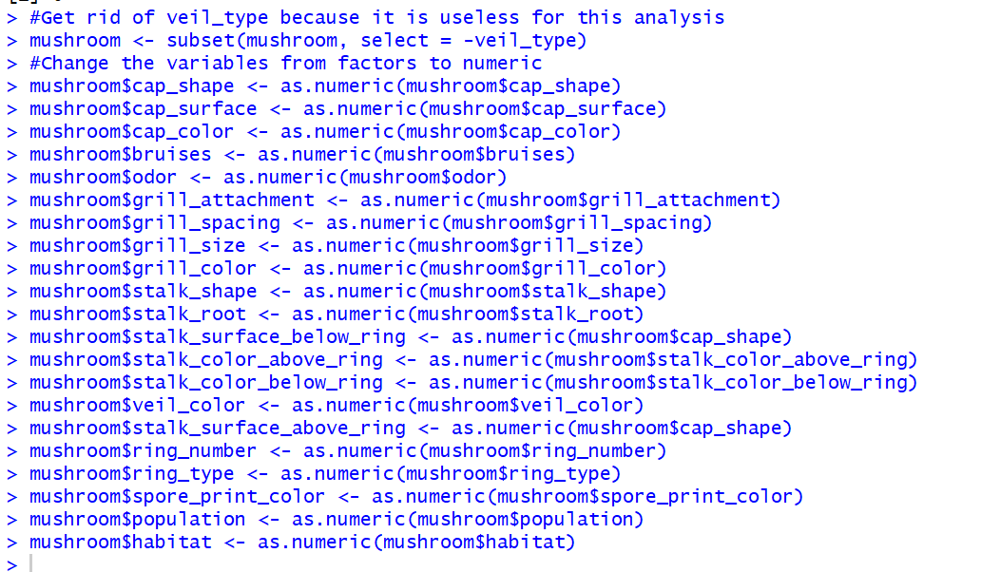 > #Get rid of veil_type because it is useless for this analysis
> mushroom <- subset(mushroom, select = -veil_type)
> #Change the variables from factors to numeric
> mushroom$cap_shape <- as.numeric(mushroom$cap_shape)
> mushroom$cap_surface <- as.numeric(mushroom$cap_surface)
> mushroom$cap_color <- as.numeric(mushroom$cap_color)
> mushroom$bruises <- as.numeric(mushroom$bruises)
> mushroom$odor <- as.numeric(mushroom$odor)
> mushroom$grill_attachment <- as.numeric(mushroom$grill_attachment)
> mushroom$grill_spacing <- as.numeric(mushroom$grill_spacing)
> mushroom$grill_size <- as.numeric(mushroom$grill_size)
> mushroom$grill_color <- as.numeric(mushroom$grill_color)
> mushroom$stalk_shape <- as.numeric(mushroom$stalk_shape)
> mushroom$stalk_root <- as.numeric(mushroom$stalk_root)
> mushroom$stalk_surface_below_ring <- as.numeric(mushroom$cap_shape)
> mushroom$stalk_color_above_ring <- as.numeric(mushroom$stalk_color_above_ring)
> mushroom$stalk_color_below_ring <- as.numeric(mushroom$stalk_color_below_ring)
> mushroom$veil_color <- as.numeric(mushroom$veil_color)
> mushroom$stalk_surface_above_ring <- as.numeric(mushroom$cap_shape)
> mushroom$ring_number <- as.numeric(mushroom$ring_number)
> mushroom$ring_type <- as.numeric(mushroom$ring_type)
> mushroom$spore_print_color <- as.numeric(mushroom$spore_print_color)
> mushroom$population <- as.numeric(mushroom$population)
> mushroom$habitat <- as.numeric(mushroom$habitat)
>